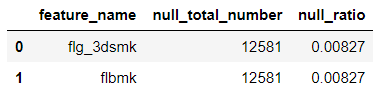 feature_name null_total_number null_ratio
0 flg_3dsmk 12581 0.00827
1 flbmk 12581 0.00827